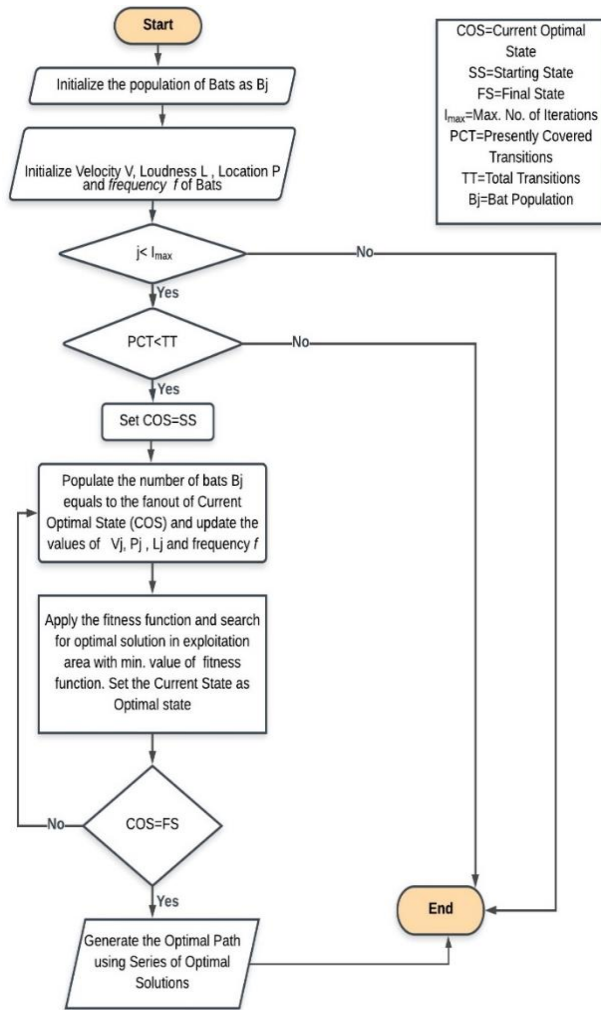 Start
COS=Current Optimal
State
SS=Starting State
FS=Final State
Imax=Max. No. of Iterations
PCT=Presently Covered
Transitions
TT=Total Transitions
Bj=Bat Population
Initialize the population of Bats as Bj
Initialize Velocity V, Loudness L , Location P
and frequency f of Bats
j< Imax
No
Yes
PCT<TT
No
Yes
Set COS=SS
Populate the number of bats Bj
equals to the fanout of Current
Optimal State (COS) and update the
values of Vj, Pj , Lj and frequency f
Apply the fitness function and search
for optimal solution in exploitation
area with min. value of fitness
function. Set the Current State as
Optimal state
COS=FS
No
Yes
Generate the Optimal Path
using Series of Optimal
Solutions
End